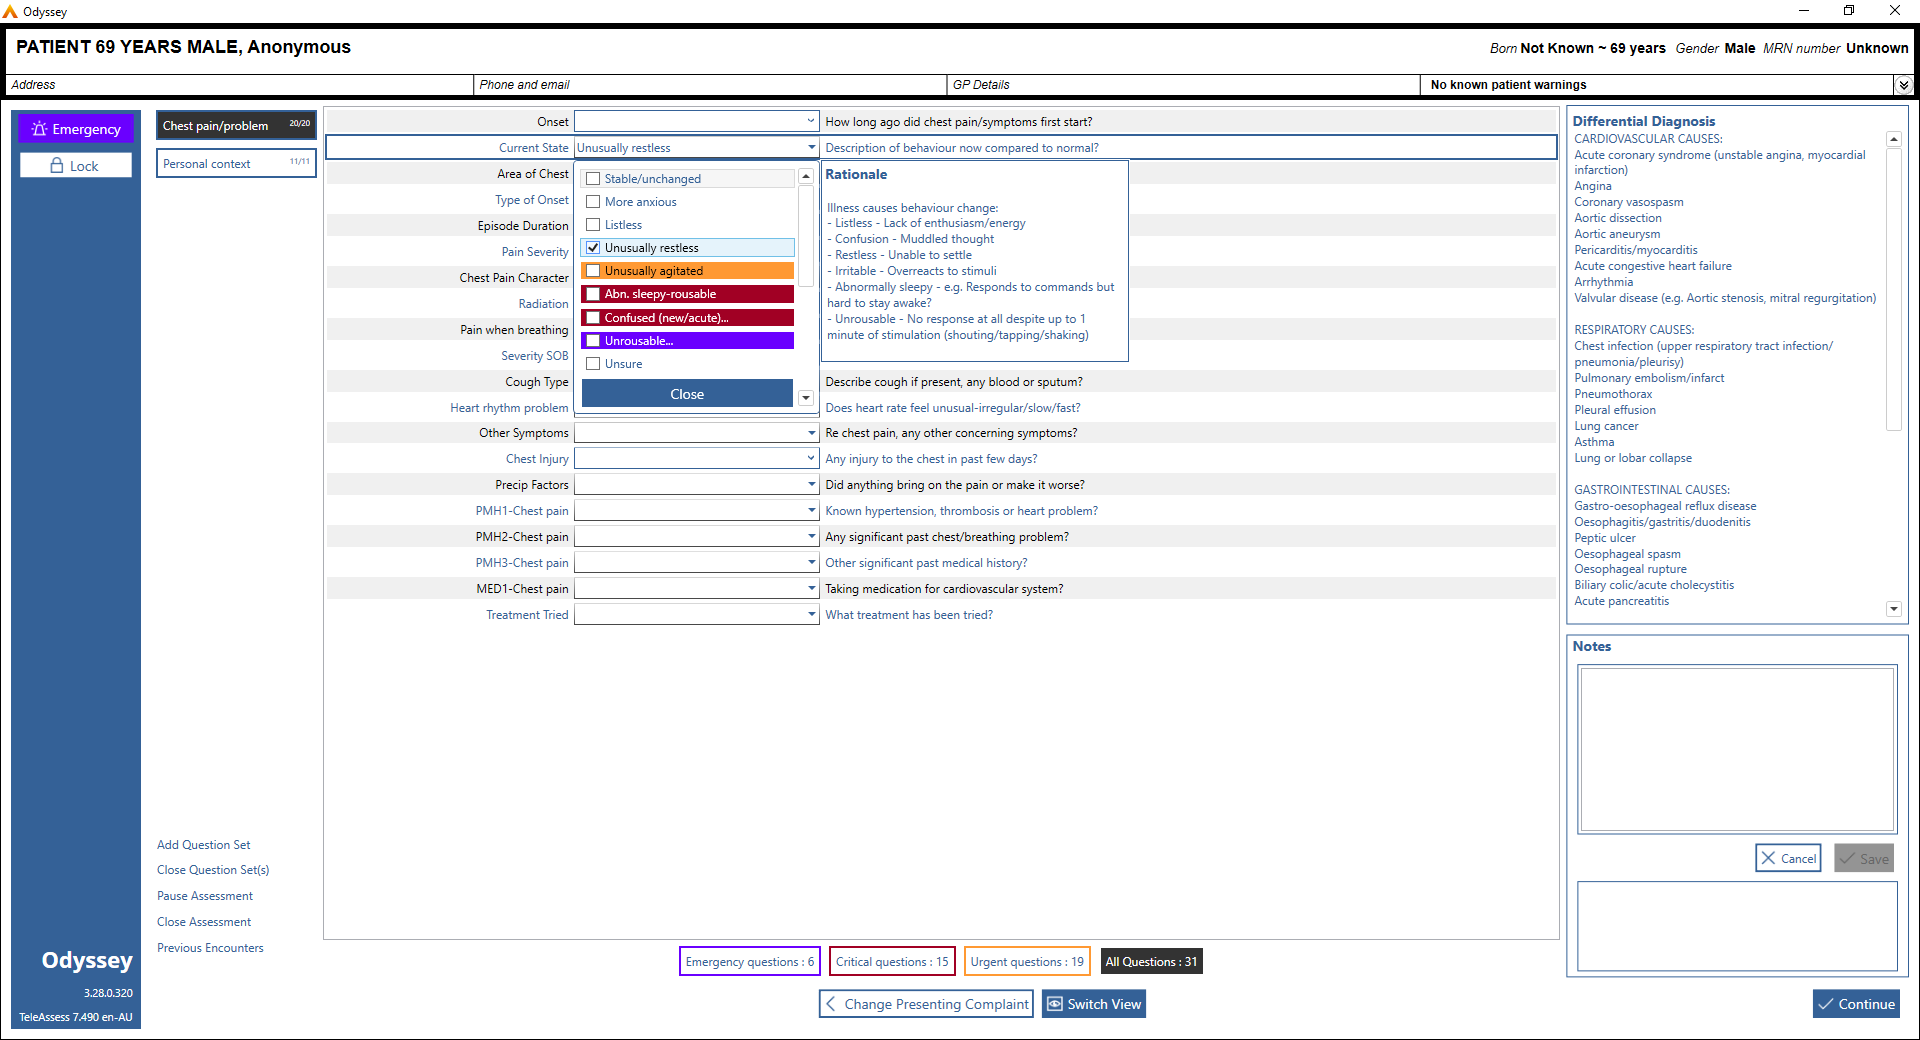 Odyssey
PATIENT 69 YEARS MALE, Anonymous
Born Not Known ~ 69 years Gender Male MRN number Unknown
Address
Phone and email
GP Details
No known patient warnings
Emergency
Lock
Chest pain/problem 20/20
Personal context 11/11
Onset How long ago did chest pain/symptoms first start?
Current State Unusually restless Description of behaviour now compared to normal?
Area of Chest
Type of Onset
Episode Duration
Pain Severity
Chest Pain Character
Radiation
Pain when breathing
Severity SOB
Cough Type Describe cough if present, any blood or sputum?
Heart rhythm problem Does heart rate feel unusual-irregular/slow/fast?
Other Symptoms Re chest pain, any other concerning symptoms?
Chest Injury Any injury to the chest in past few days?
Precip Factors Did anything bring on the pain or make it worse?
PMH1-Chest pain Known hypertension, thrombosis or heart problem?
PMH2-Chest pain Any significant past chest/breathing problem?
PMH3-Chest pain Other significant past medical history?
MED1-Chest pain Taking medication for cardiovascular system?
Treatment Tried What treatment has been tried?
Stable/unchanged
More anxious
Listless
Unusually restless
Unusually agitated
Abn. sleepy-rousable
Confused (new/acute)...
Unrousable...
Unsure
Close
Rationale
Illness causes behaviour change:
- Listless - Lack of enthusiasm/energy
- Confusion - Muddled thought
- Restless - Unable to settle
- Irritable - Overreacts to stimuli
- Abnormally sleepy - e.g. Responds to commands but
hard to stay awake?
- Unrousable - No response at all despite up to 1
minute of stimulation (shouting/tapping/shaking)
Differential Diagnosis
CARDIOVASCULAR CAUSES:
Acute coronary syndrome (unstable angina, myocardial
infarction)
Angina
Coronary vasospasm
Aortic dissection
Aortic aneurysm
Pericarditis/myocarditis
Acute congestive heart failure
Arrhythmia
Valvular disease (e.g. Aortic stenosis, mitral regurgitation)
RESPIRATORY CAUSES:
Chest infection (upper respiratory tract infection/
pneumonia/pleurisy)
Pulmonary embolism/infarct
Pneumothorax
Pleural effusion
Lung cancer
Asthma
Lung or lobar collapse
GASTROINTESTINAL CAUSES:
Gastro-oesophageal reflux disease
Oesophagitis/gastritis/duodenitis
Peptic ulcer
Oesophageal spasm
Oesophageal rupture
Biliary colic/acute cholecystitis
Acute pancreatitis
Notes
Cancel
Save
Add Question Set
Close Question Set(s)
Pause Assessment
Close Assessment
Previous Encounters
Odyssey
3.28.0.320
TeleAssess 7.490 en-AU
Emergency questions : 6
Critical questions : 15
Urgent questions : 19
All Questions : 31
Change Presenting Complaint
Switch View
Continue